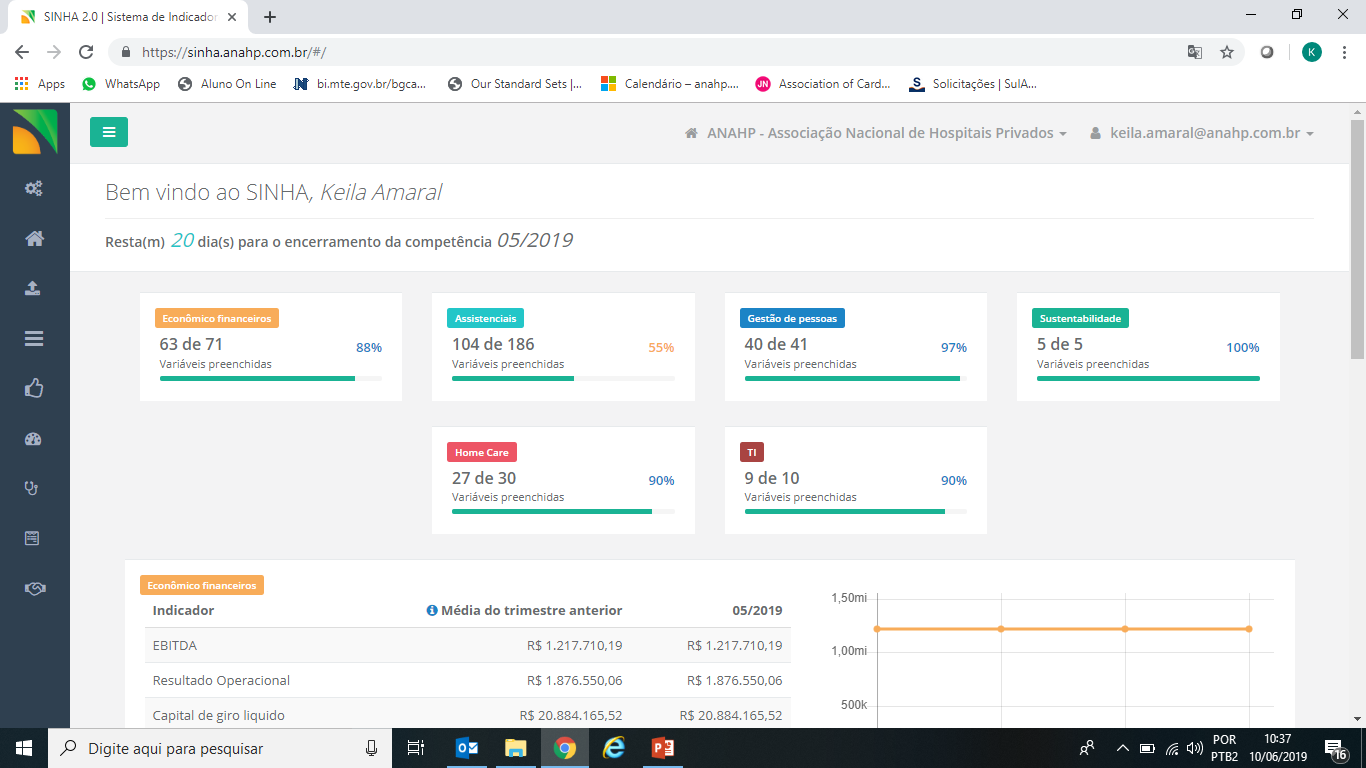 SINHA 2.0 | Sistema de Indicador
https://sinha.anahp.com.br/#/
K
Apps WhatsApp Aluno On Line bi.mte.gov.br/bgca... Our Standard Sets |... Calendário – anahp.... JN Association of Card... S Solicitações | SulA...
ANAHP - Associação Nacional de Hospitais Privados keila.amaral@anahp.com.br
Bem vindo ao SINHA, Keila Amaral
Resta(m) 20 dia(s) para o encerramento da competência 05/2019
Econômico financeiros
63 de 71
88%
Variáveis preenchidas
Assistenciais
104 de 186
55%
Variáveis preenchidas
Gestão de pessoas
40 de 41
97%
Variáveis preenchidas
Sustentabilidade
5 de 5
100%
Variáveis preenchidas
Home Care
27 de 30
90%
Variáveis preenchidas
TI
9 de 10
90%
Variáveis preenchidas
Econômico financeiros
Indicador Média do trimestre anterior 05/2019
EBITDA R$ 1.217.710,19 R$ 1.217.710,19
Resultado Operacional R$ 1.876.550,06 R$ 1.876.550,06
Capital de giro liquido R$ 20.884.165,52 R$ 20.884.165,52
1,50mi
1,00mi
500k
Digite aqui para pesquisar
POR
PTB2
10:37
10/06/2019
16